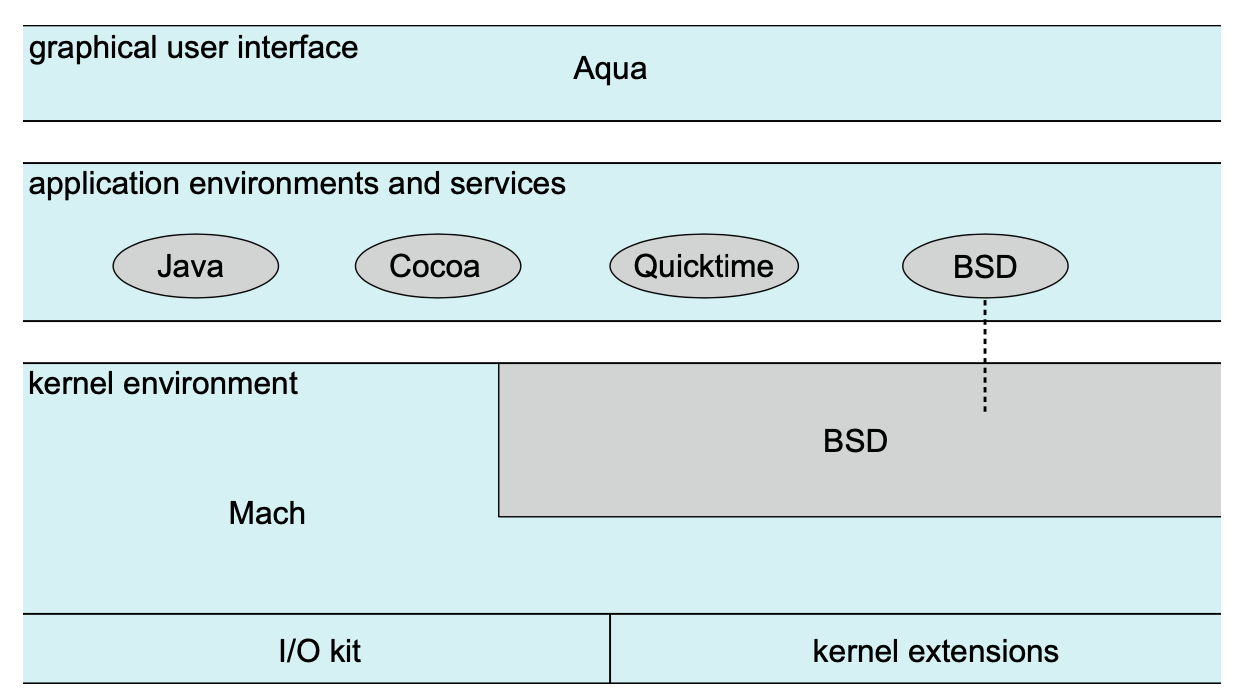 graphical user interface
Aqua
application environments and services
Java
Cocoa
Quicktime
BSD
kernel environment
BSD
Mach
I/O kit
kernel extensions